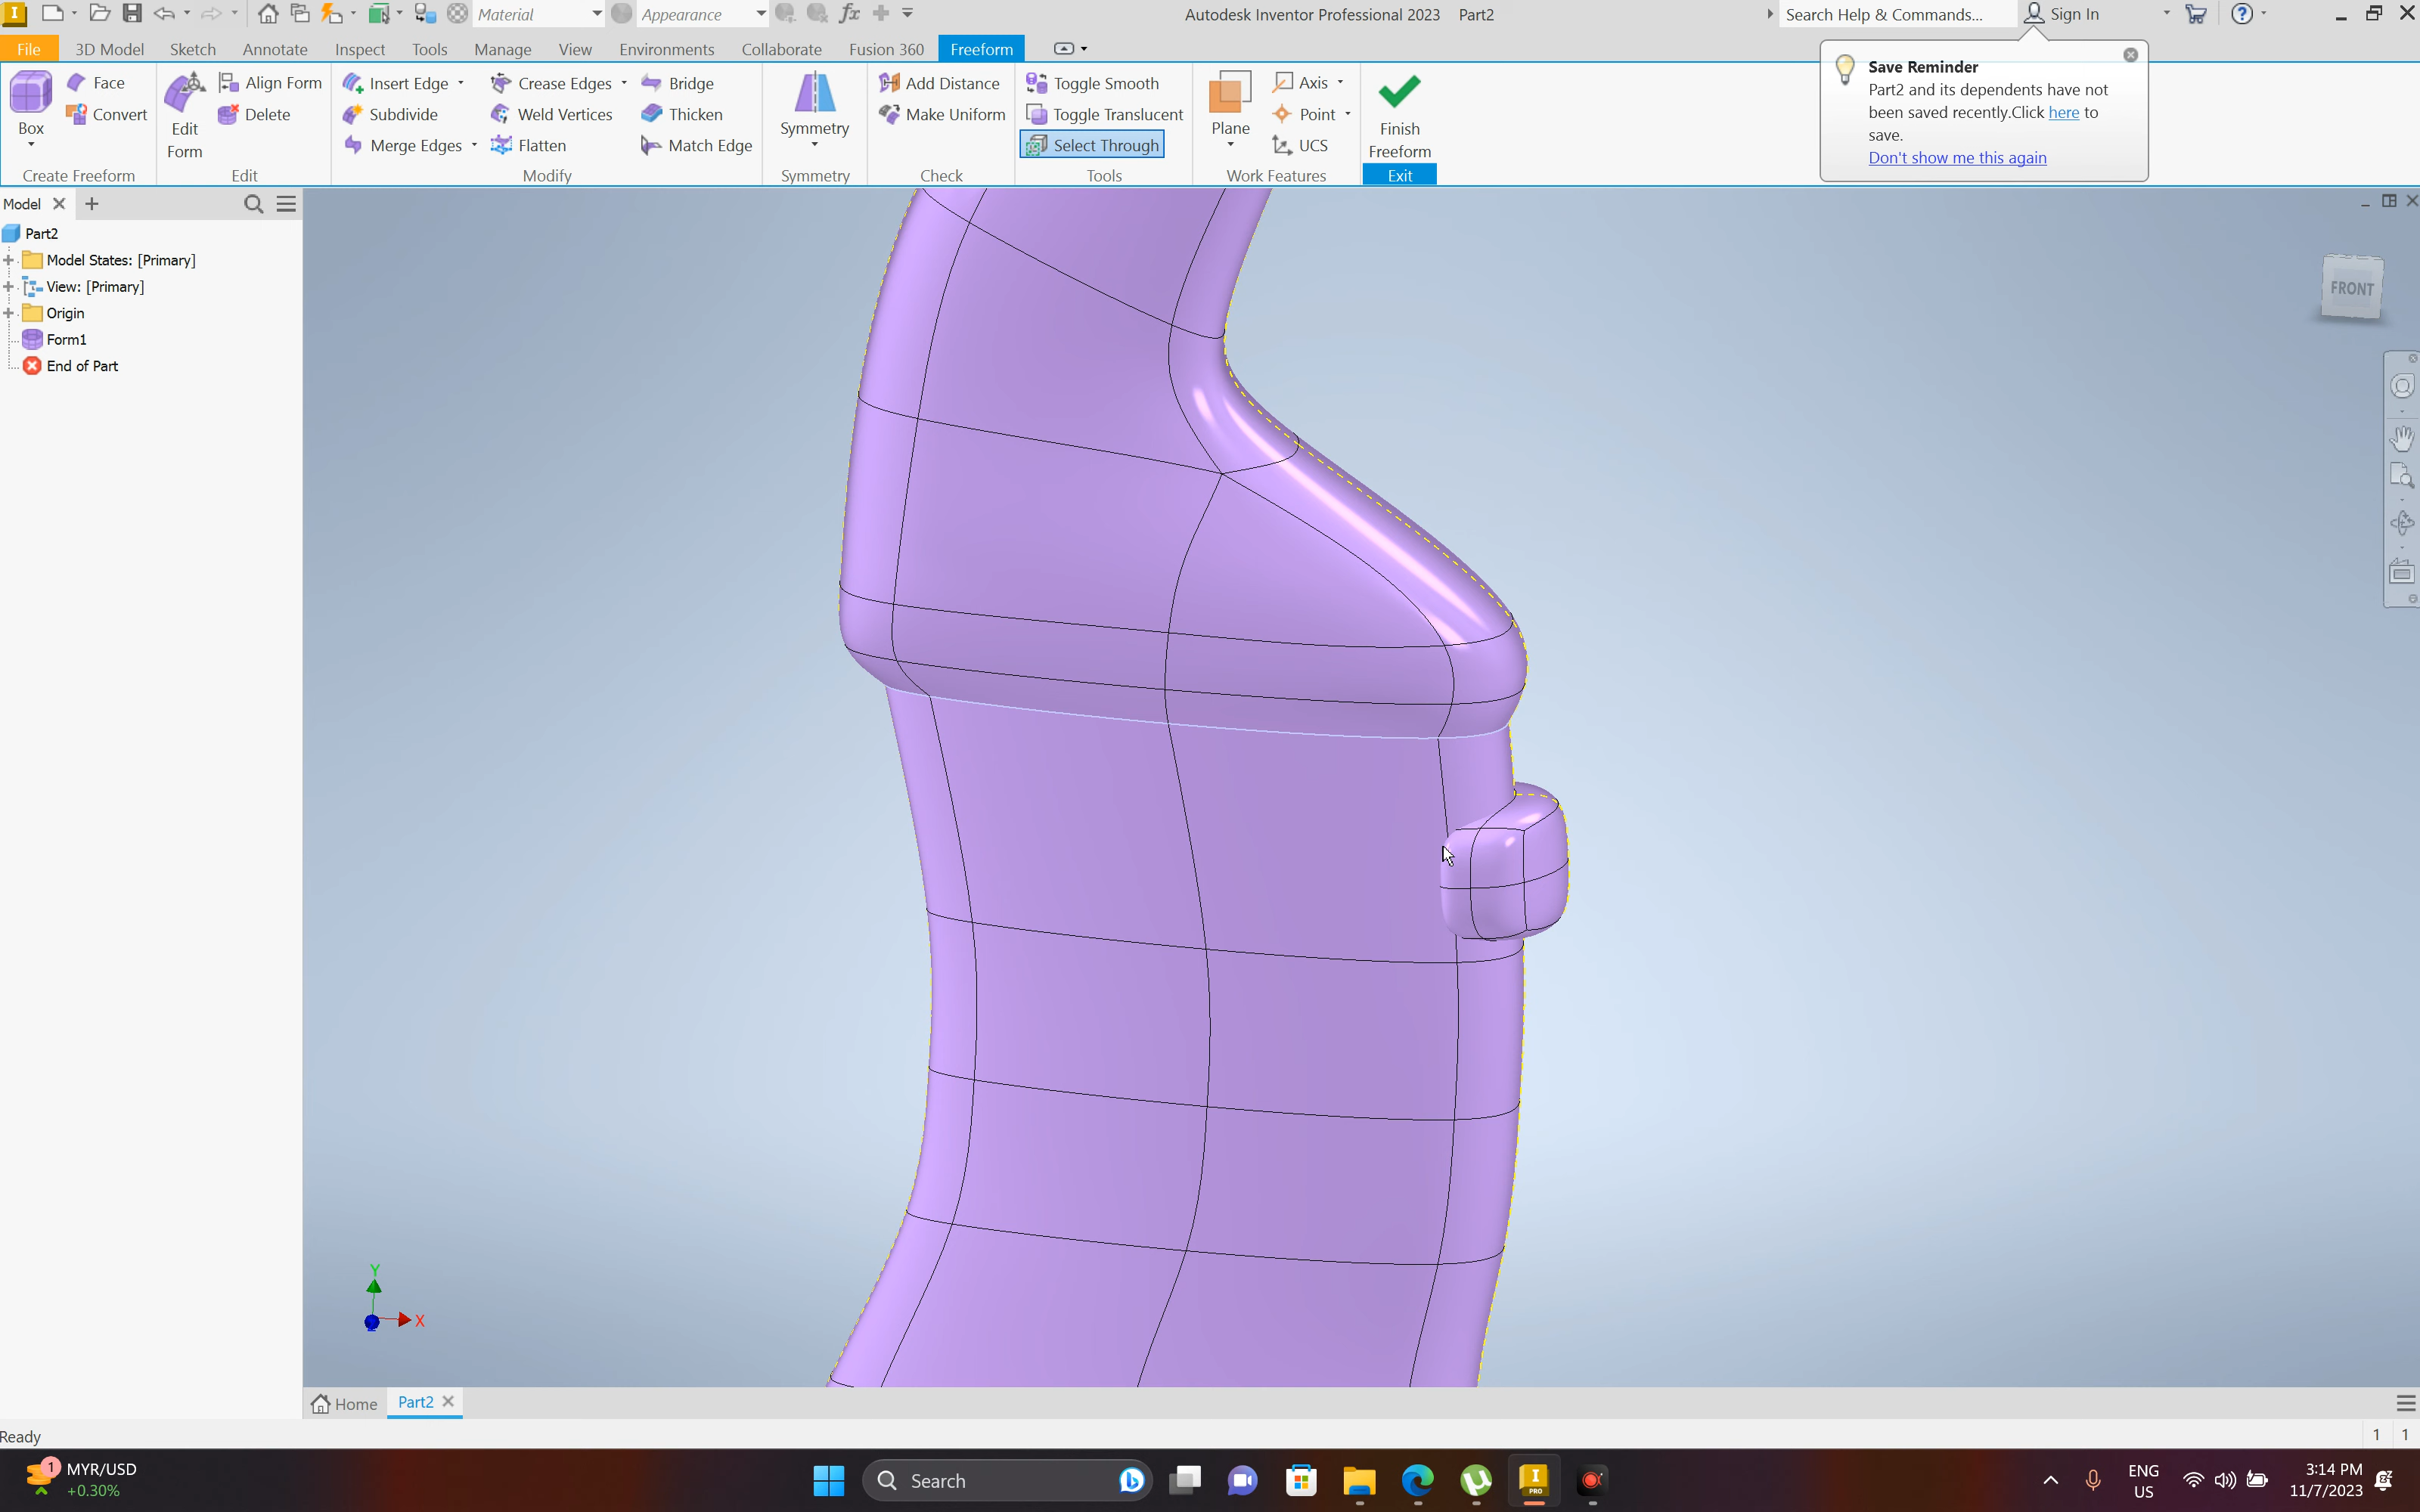 Material
Appearance
Autodesk Inventor Professional 2023 Part2
Search Help & Commands...
Sign In
File 3D Model Sketch Annotate Inspect Tools Manage View Environments Collaborate Fusion 360 Freeform
Box
Face
Convert
Create Freeform
Edit
Form
Align Form
Delete
Edit
Insert Edge
Subdivide
Merge Edges
Crease Edges
Weld Vertices
Flatten
Bridge
Thicken
Match Edge
Modify
Symmetry
Symmetry
Add Distance
Make Uniform
Check
Toggle Smooth
Toggle Translucent
Select Through
Tools
Plane
Axis
Point
UCS
Work Features
Finish
Freeform
Exit
Save Reminder
Part2 and its dependents have not
been saved recently.Click here to
save.
Don't show me this again
Model
Part2
Model States: [Primary]
View: [Primary]
Origin
Form1
End of Part
FRONT
Y
X
Home Part2
Ready
1 1
1
MYR/USD
+0.30%
Search
I
PRO
ENG
US
3:14 PM
11/7/2023